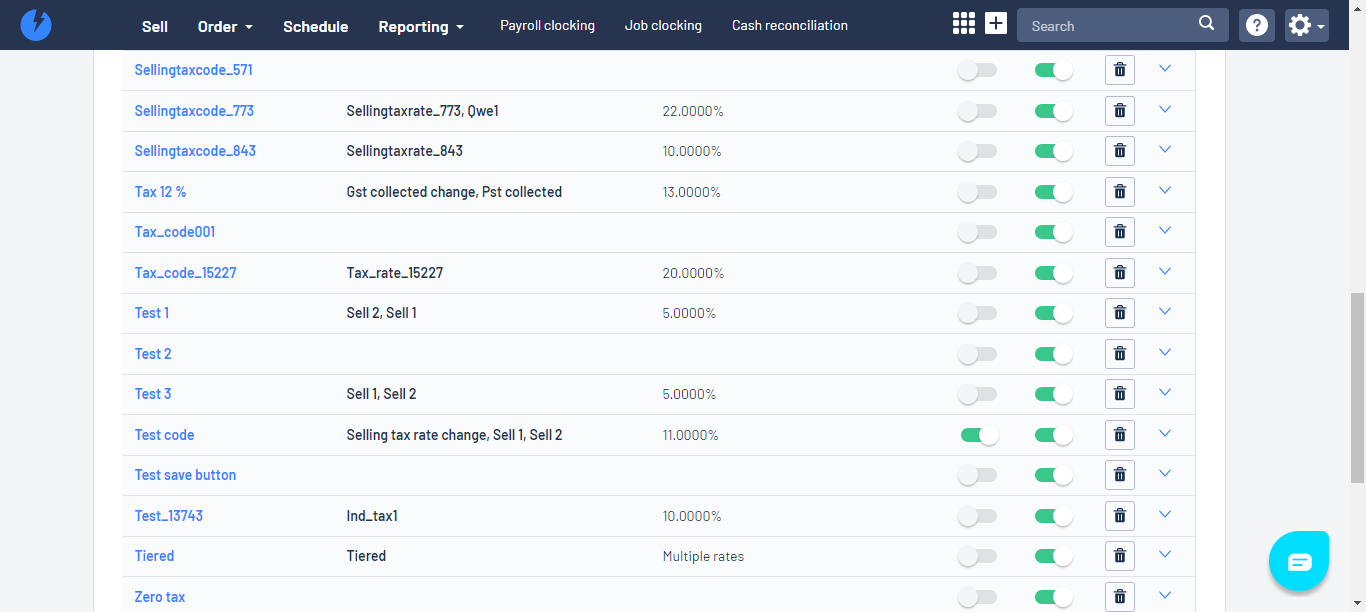 Sell Order Schedule Reporting Payroll clocking Job clocking Cash reconciliation Search
Sellingtaxcode_571
Sellingtaxcode_773 Sellingtaxrate_773, Qwe1 22.0000%
Sellingtaxcode_843 Sellingtaxrate_843 10.0000%
Tax 12 % Gst collected change, Pst collected 13.0000%
Tax_code001
Tax_code_15227 Tax_rate_15227 20.0000%
Test 1 Sell 2, Sell 1 5.0000%
Test 2
Test 3 Sell 1, Sell 2 5.0000%
Test code Selling tax rate change, Sell 1, Sell 2 11.0000%
Test save button
Test_13743 Ind_tax1 10.0000%
Tiered Tiered Multiple rates
Zero tax